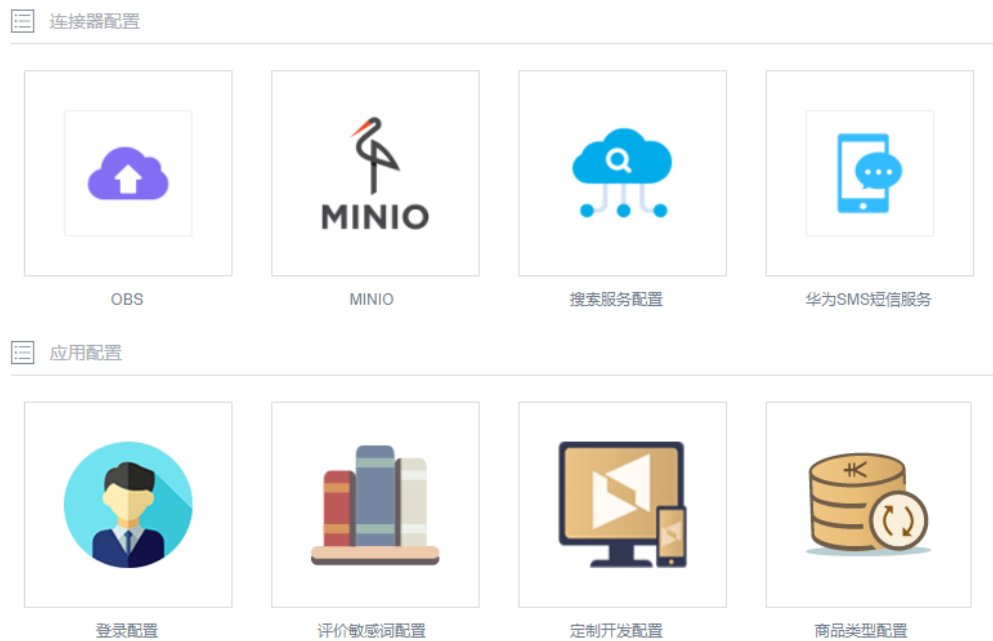 连接器配置
MINIO
OBS
MINIO
搜索服务配置
华为SMS短信服务
应用配置
登录配置
评价敏感词配置
定制开发配置
商品类型配置